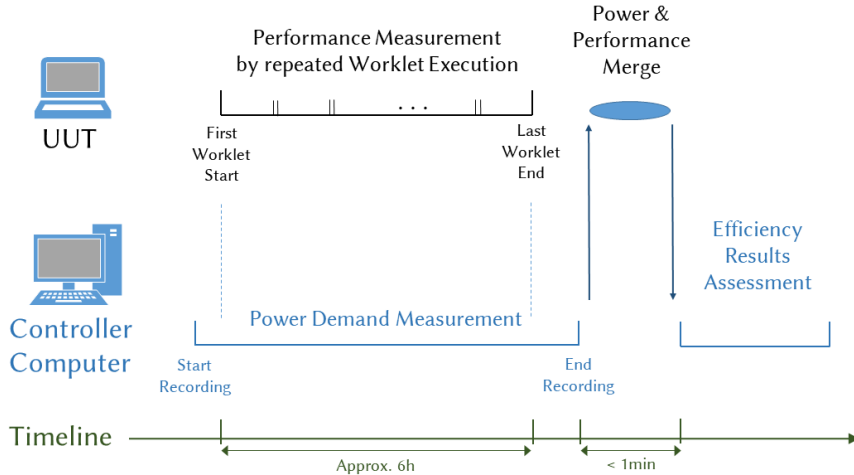 Performance Measurement
by repeated Worklet Execution
Power &
Performance
Merge
UUT
. . .
First
Worklet
Start
Last
Worklet
End
Efficiency
Results
Assessment
Controller
Computer
Power Demand Measurement
Start
Recording
End
Recording
Timeline
Approx. 6h
< 1min